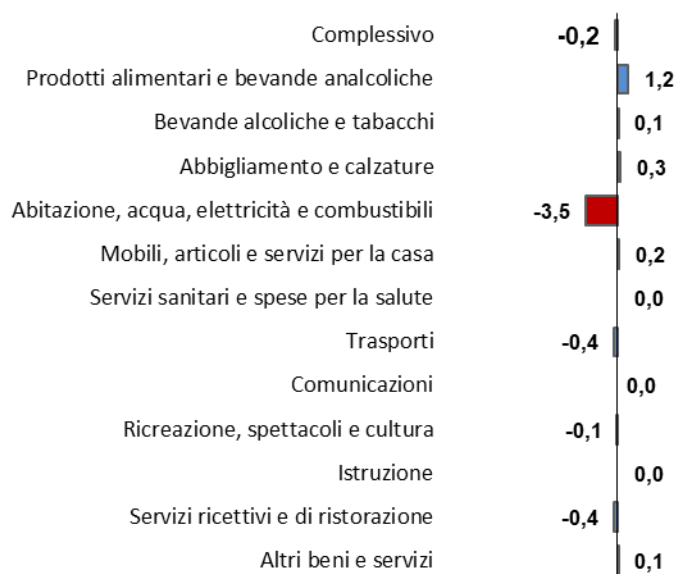 Complessivo -0,2
Prodotti alimentari e bevande analcoliche 1,2
Bevande alcoliche e tabacchi 0,1
Abbigliamento e calzature 0,3
Abitazione, acqua, elettricità e combustibili -3,5
Mobili, articoli e servizi per la casa 0,2
Servizi sanitari e spese per la salute 0,0
Trasporti -0,4
Comunicazioni 0,0
Ricreazione, spettacoli e cultura -0,1
Istruzione 0,0
Servizi ricettivi e di ristorazione -0,4
Altri beni e servizi 0,1